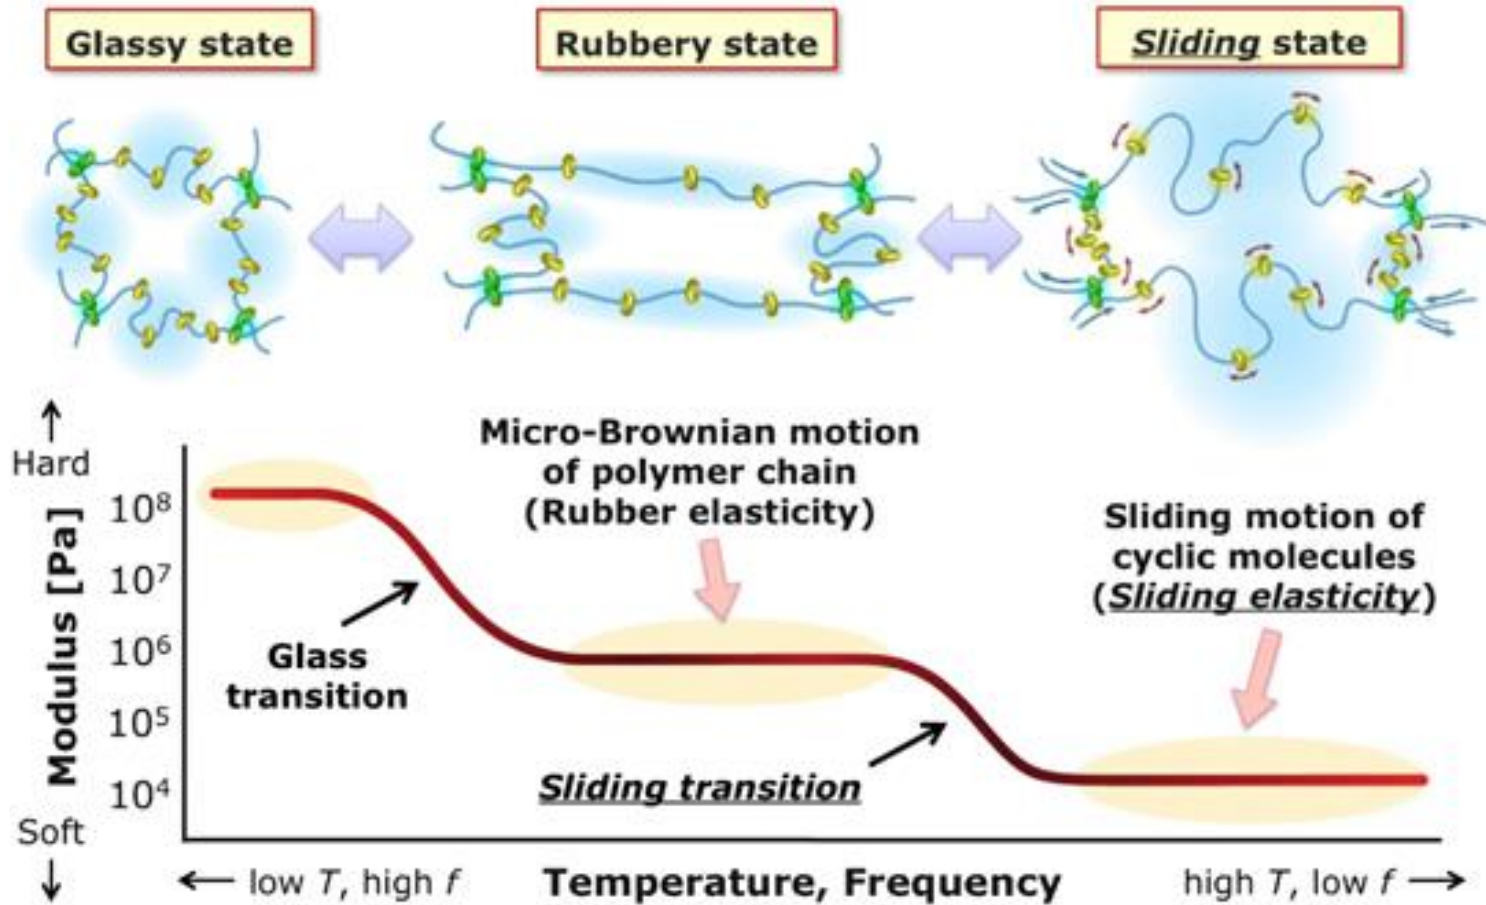 Glassy state
Rubbery state
Sliding state
Micro-Brownian motion
of polymer chain
(Rubber elasticity)
Sliding motion of
cyclic molecules
(Sliding elasticity)
Glass
transition
Sliding transition
Hard
Modulus [Pa]
10⁸
10⁷
10⁶
10⁵
10⁴
Soft
← low T, high f
Temperature, Frequency
high T, low f →